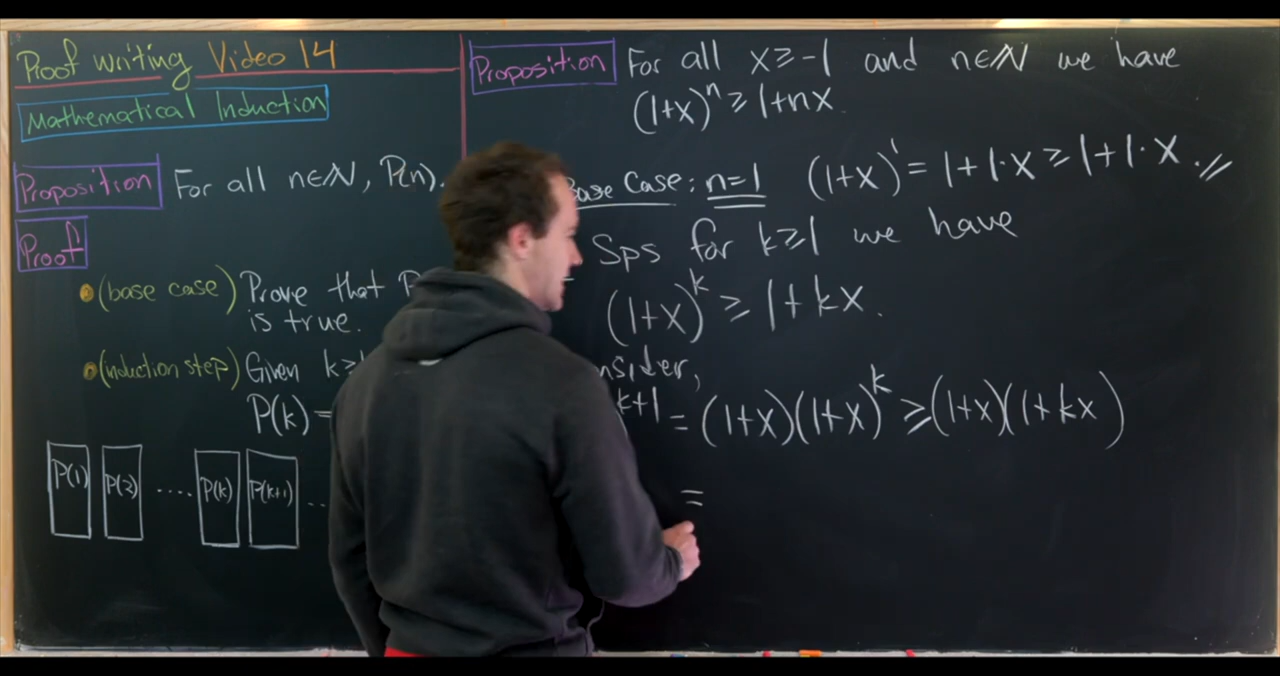 Proof writing Video 14
Mathematical Induction
Proposition For all n∈ℕ, P(n).
Proof
(base case) Prove that
is true.
(induction step) Given
P(k) =
P(1) P(2) .... P(k) P(k+1) ..
Proposition For all x ≥ -1 and n∈ℕ we have
(1+x)^n ≥ 1+nx.
Base Case: n=1 (1+x)^1 = 1+1·x ≥ 1+1·x.//
Sps for k≥1 we have
(1+x)^k ≥ 1+kx.
k+1 = (1+x)(1+x)^k ≥ (1+x)(1+kx)
=